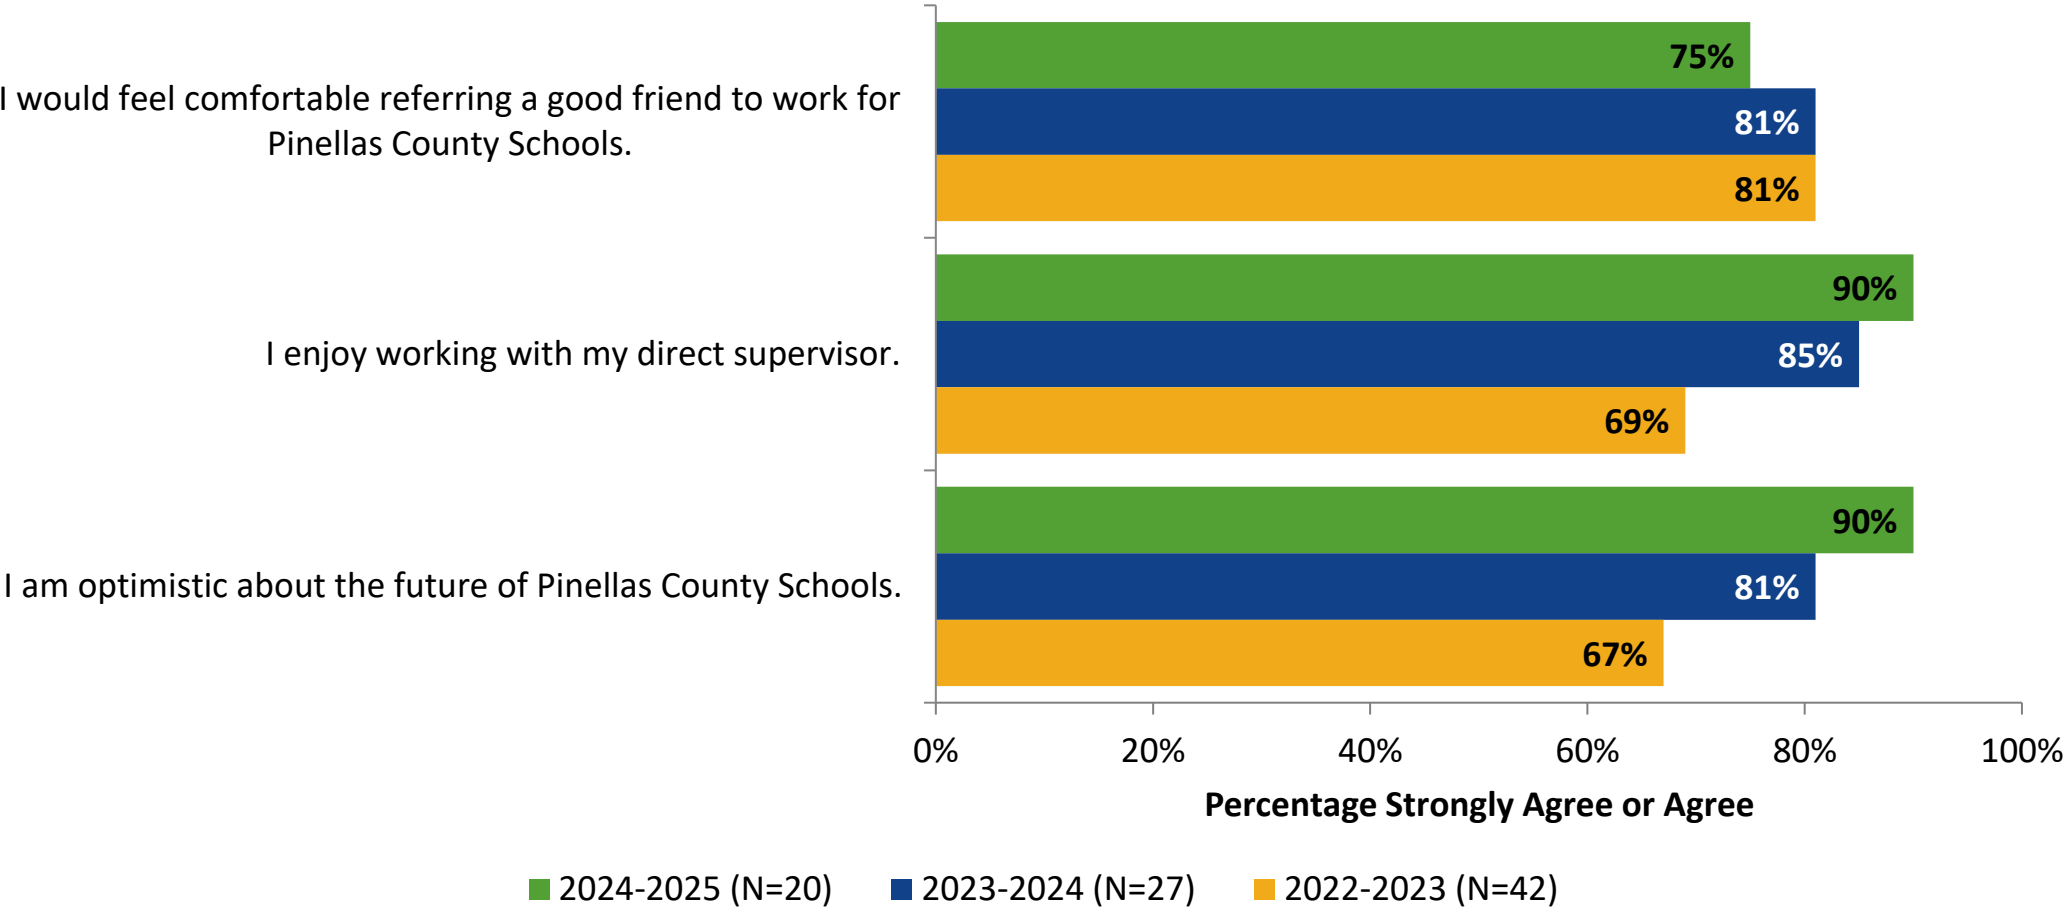 I would feel comfortable referring a good friend to work for
Pinellas County Schools.
75%
81%
81%
I enjoy working with my direct supervisor.
90%
85%
69%
I am optimistic about the future of Pinellas County Schools.
90%
81%
67%
0% 20% 40% 60% 80% 100%
Percentage Strongly Agree or Agree
2024-2025 (N=20) 2023-2024 (N=27) 2022-2023 (N=42)